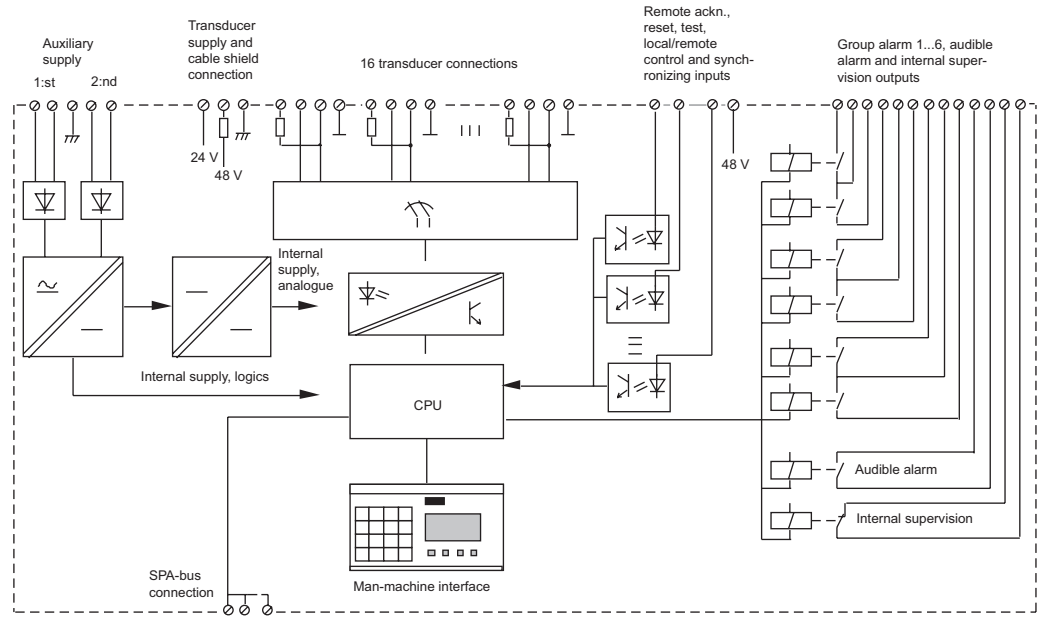 Auxiliary
supply
1:st 2:nd
Transducer
supply and
cable shield
connection
16 transducer connections
Remote ackn.,
reset, test,
local/remote
control and synch-
ronizing inputs
Group alarm 1...6, audible
alarm and internal super-
vision outputs
24 V
48 V
48 V
Internal
supply,
analogue
Internal supply, logics
CPU
Audible alarm
Internal supervision
SPA-bus
connection
Man-machine interface